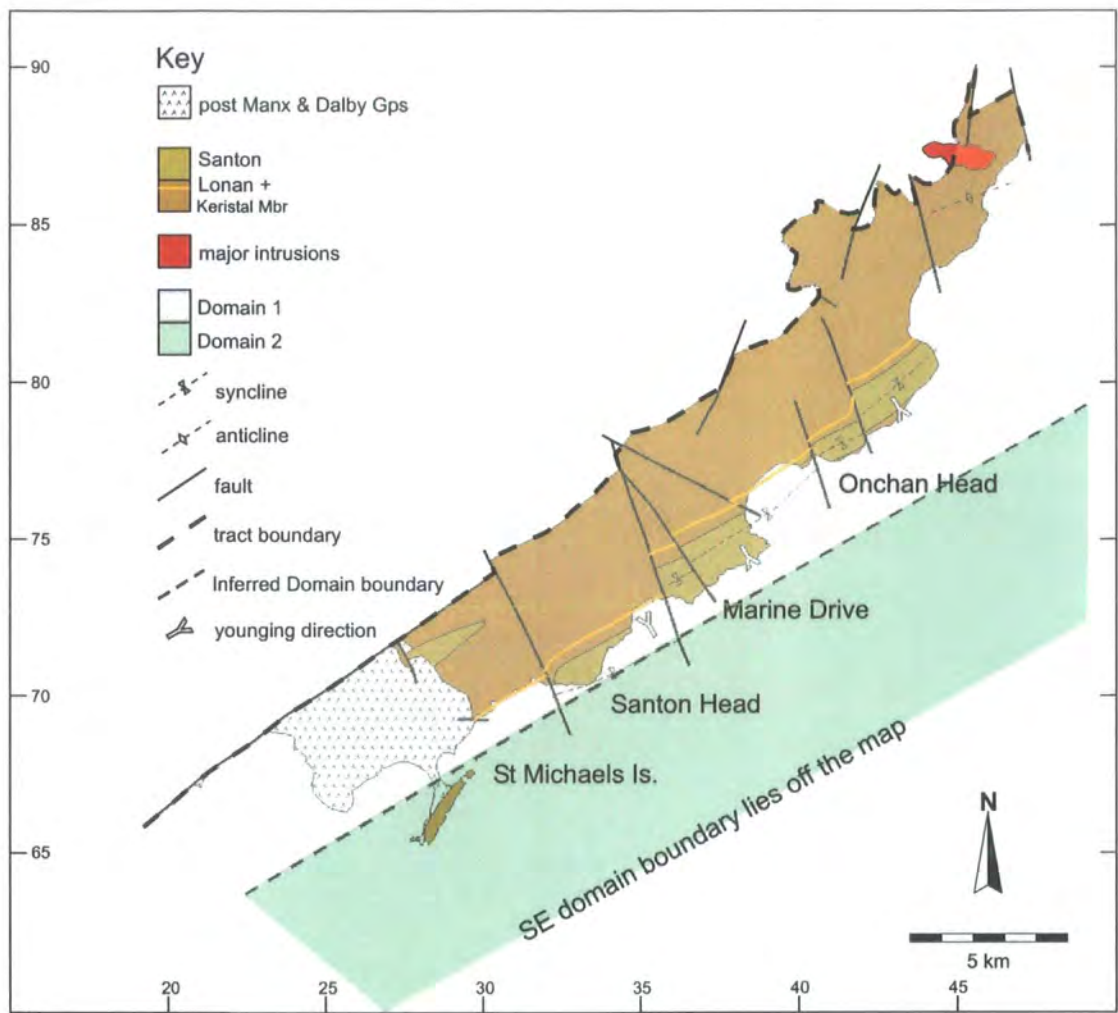 Key
post Manx & Dalby Gps
Santon
Lonan +
Keristal Mbr
major intrusions
Domain 1
Domain 2
syncline
anticline
fault
tract boundary
Inferred Domain boundary
younging direction
90
85
80
75
70
65
20
25
30
35
40
45
Onchan Head
Marine Drive
Santon Head
St Michaels Is.
SE domain boundary lies off the map
N
5 km